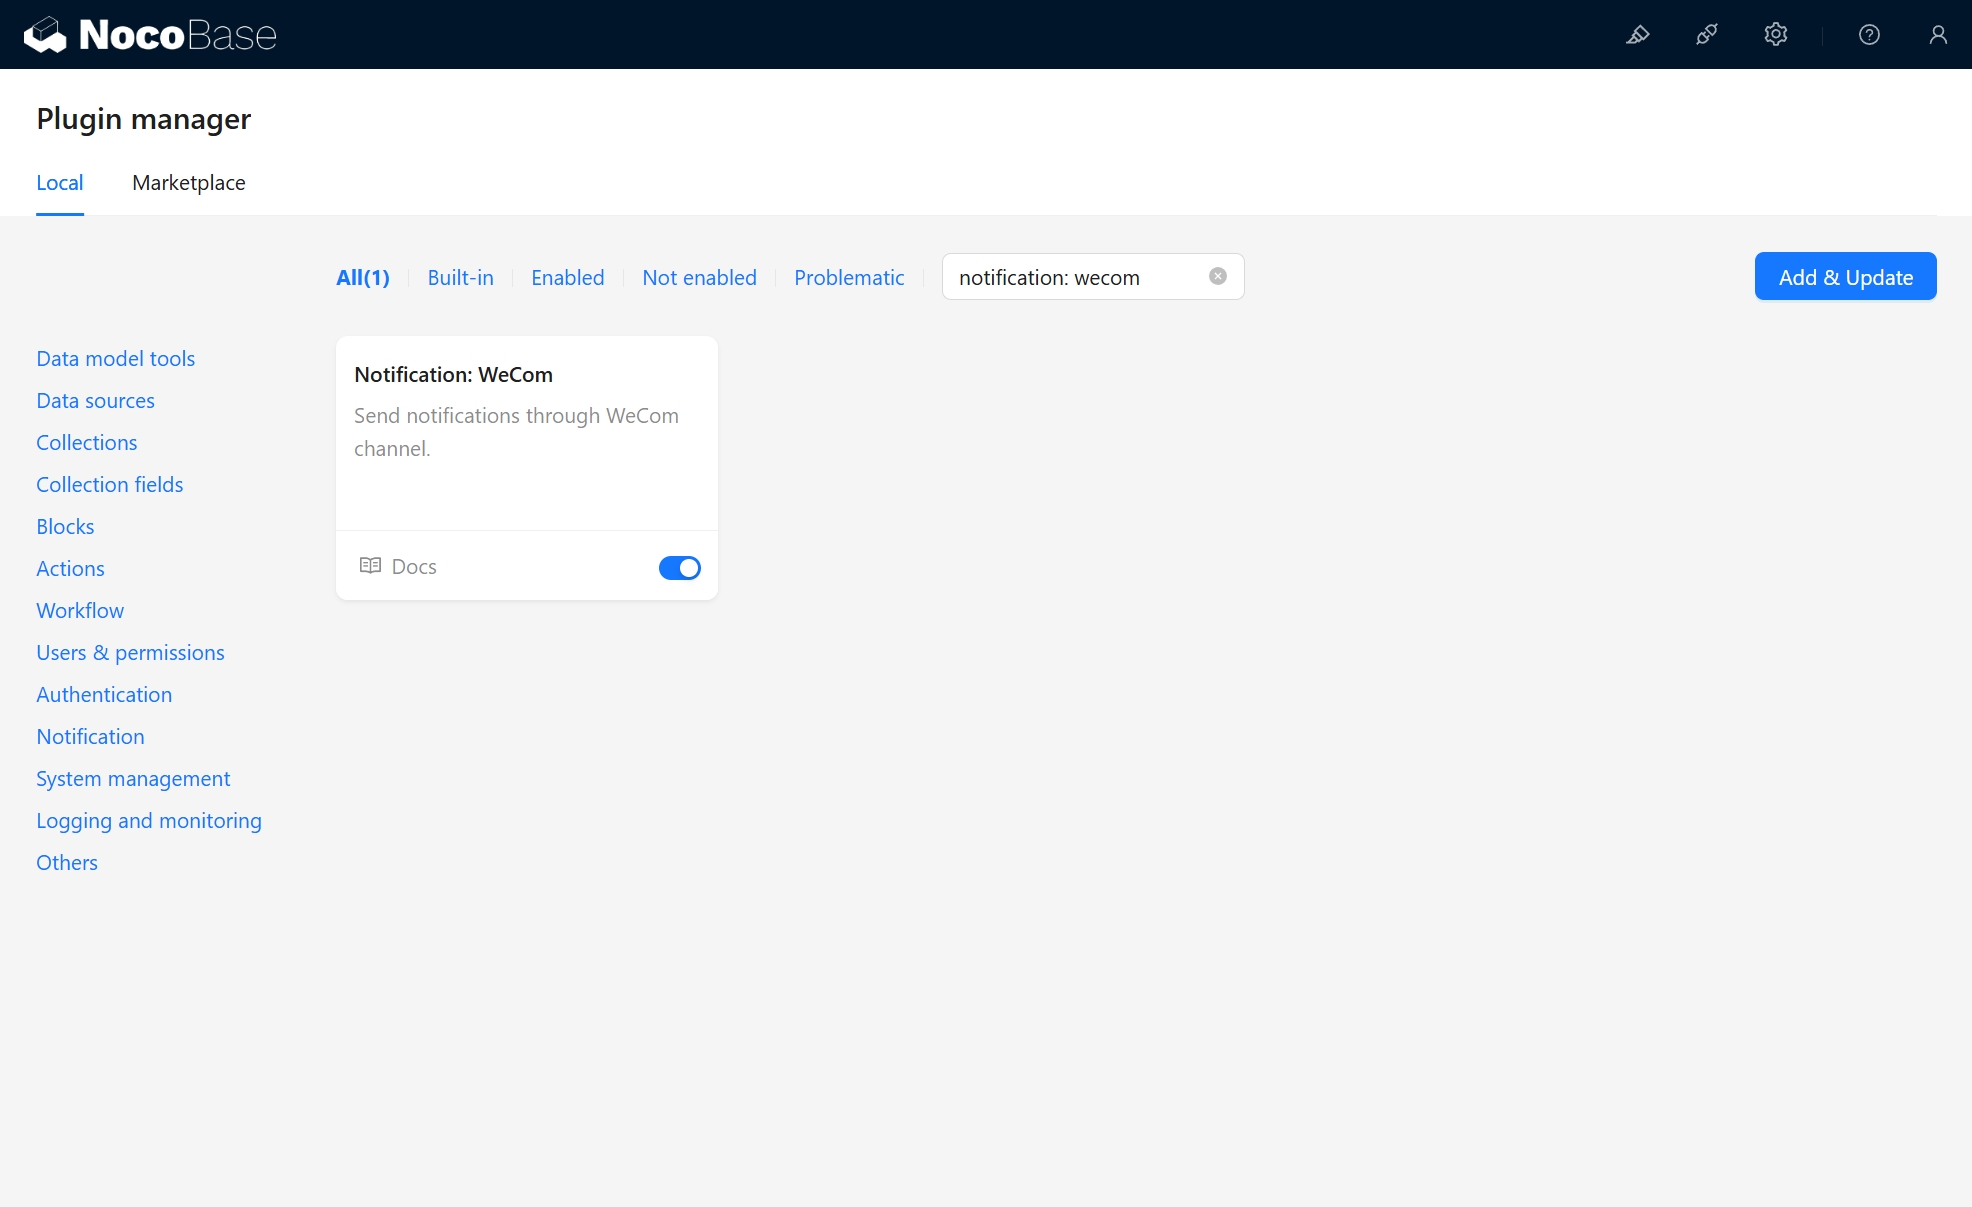 NocoBase
Plugin manager
Local
Marketplace
All(1)
Built-in
Enabled
Not enabled
Problematic
notification: wecom
Add & Update
Data model tools
Data sources
Collections
Collection fields
Blocks
Actions
Workflow
Users & permissions
Authentication
Notification
System management
Logging and monitoring
Others
Notification: WeCom
Send notifications through WeCom
channel.
Docs